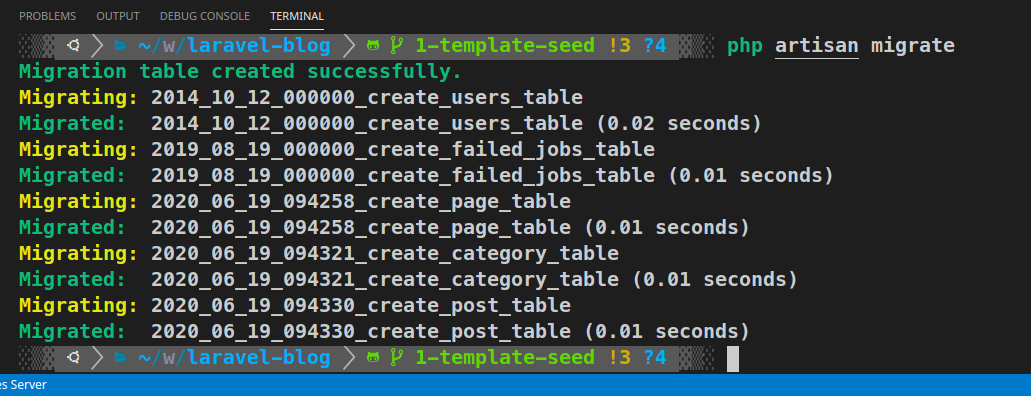 PROBLEMS OUTPUT DEBUG CONSOLE TERMINAL
~/w/laravel-blog 1-template-seed !3 ?4 php artisan migrate
Migration table created successfully.
Migrating: 2014_10_12_000000_create_users_table
Migrated: 2014_10_12_000000_create_users_table (0.02 seconds)
Migrating: 2019_08_19_000000_create_failed_jobs_table
Migrated: 2019_08_19_000000_create_failed_jobs_table (0.01 seconds)
Migrating: 2020_06_19_094258_create_page_table
Migrated: 2020_06_19_094258_create_page_table (0.01 seconds)
Migrating: 2020_06_19_094321_create_category_table
Migrated: 2020_06_19_094321_create_category_table (0.01 seconds)
Migrating: 2020_06_19_094330_create_post_table
Migrated: 2020_06_19_094330_create_post_table (0.01 seconds)
~/w/laravel-blog 1-template-seed !3 ?4
es Server